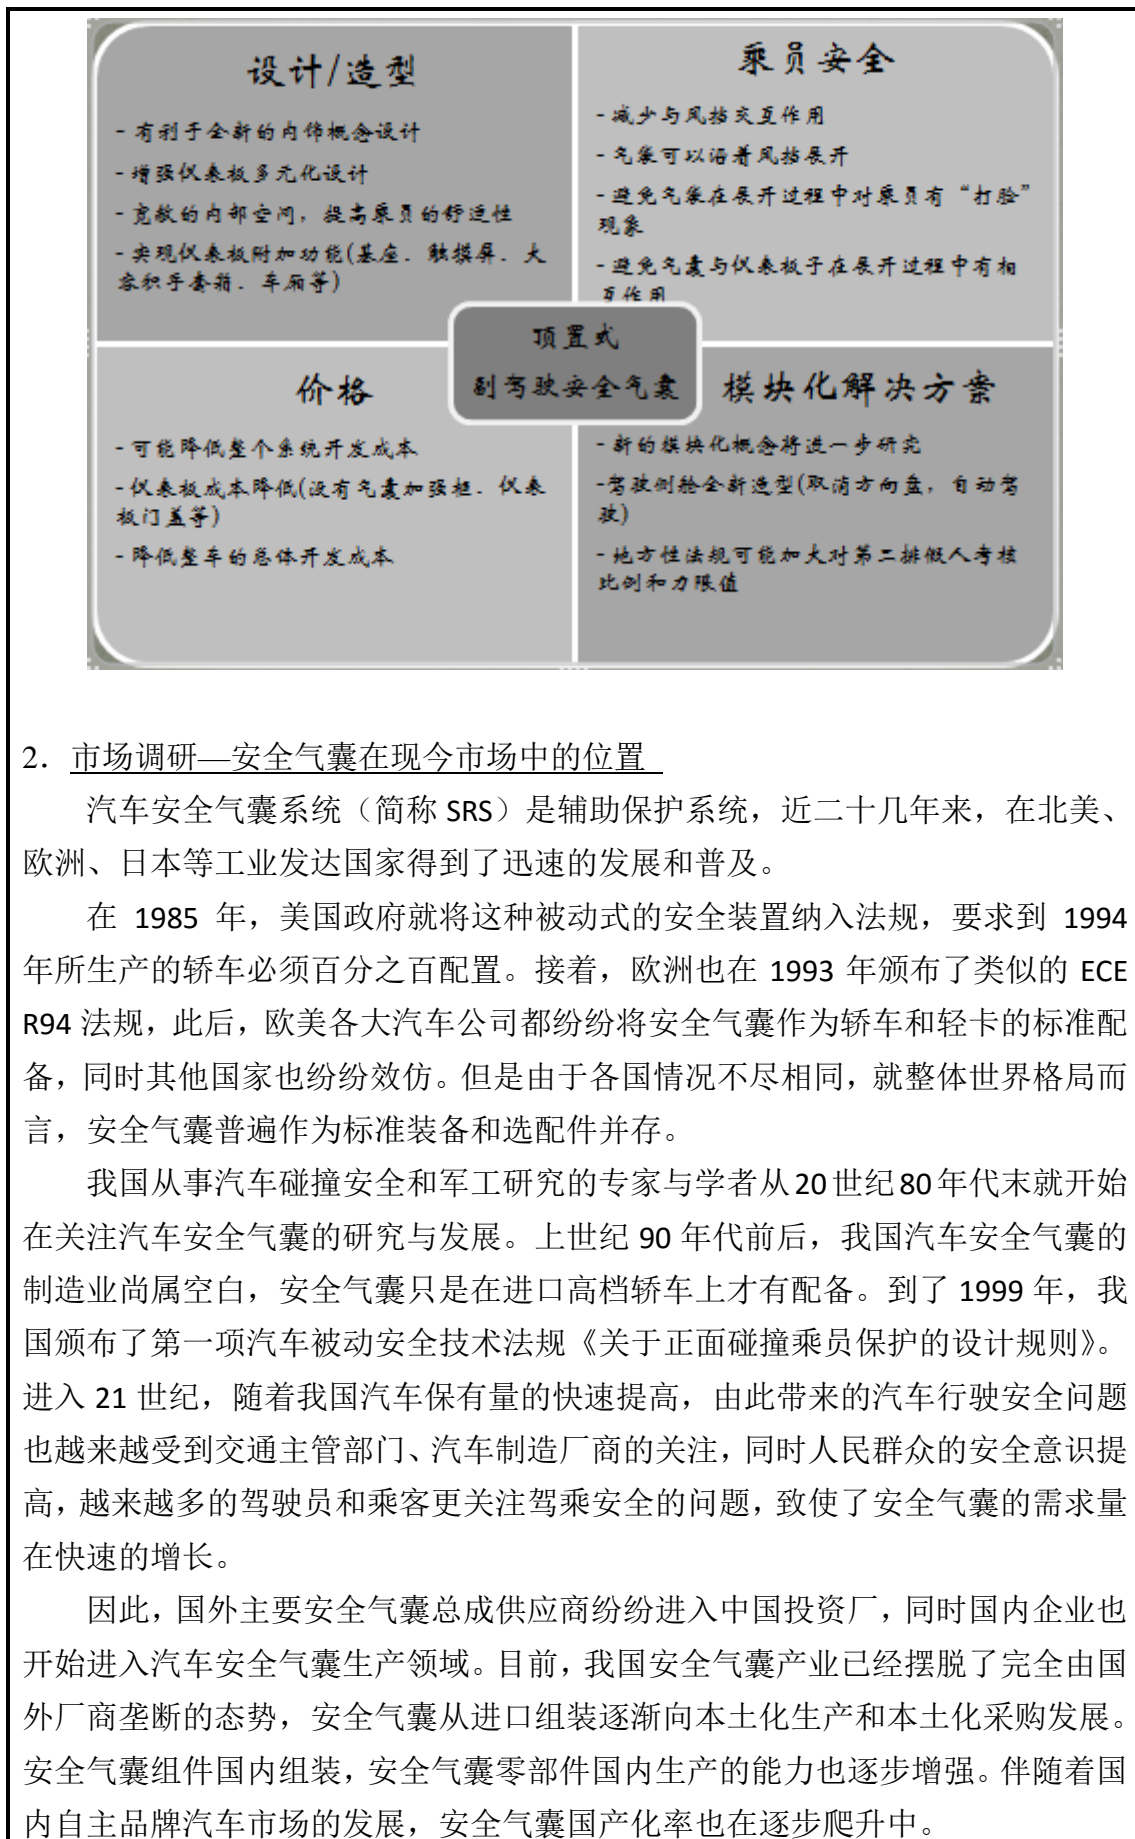 设计/造型
- 有利于全新的内饰概念设计
- 增强仪表板多元化设计
- 宽敞的内部空间，提高乘员的舒适性
- 实现仪表板附加功能(基座．触摸屏．大
容积手套箱．车厢等)
乘员安全
- 减少与风挡交互作用
- 气囊可以沿着风挡展开
- 避免气囊在展开过程中对乘员有“打脸”
现象
- 避免气囊与仪表板子在展开过程中有相
互作用
顶置式
副驾驶安全气囊
价格
- 可能降低整个系统开发成本
- 仪表板成本降低(没有气囊加强框．仪表
板门盖等)
- 降低整车的总体开发成本
模块化解决方案
- 新的模块化概念将进一步研究
-驾驶侧舱全新造型(取消方向盘，自动驾
驶)
- 地方性法规可能加大对第二排假人考核
比例和力限值
2．市场调研—安全气囊在现今市场中的位置
汽车安全气囊系统（简称 SRS）是辅助保护系统，近二十几年来，在北美、
欧洲、日本等工业发达国家得到了迅速的发展和普及。
在 1985 年，美国政府就将这种被动式的安全装置纳入法规，要求到 1994
年所生产的轿车必须百分之百配置。接着，欧洲也在 1993 年颁布了类似的 ECE
R94 法规，此后，欧美各大汽车公司都纷纷将安全气囊作为轿车和轻卡的标准配
备，同时其他国家也纷纷效仿。但是由于各国情况不尽相同，就整体世界格局而
言，安全气囊普遍作为标准装备和选配件并存。
我国从事汽车碰撞安全和军工研究的专家与学者从 20 世纪 80 年代末就开始
在关注汽车安全气囊的研究与发展。上世纪 90 年代前后，我国汽车安全气囊的
制造业尚属空白，安全气囊只是在进口高档轿车上才有配备。到了 1999 年，我
国颁布了第一项汽车被动安全技术法规《关于正面碰撞乘员保护的设计规则》。
进入 21 世纪，随着我国汽车保有量的快速提高，由此带来的汽车行驶安全问题
也越来越受到交通主管部门、汽车制造厂商的关注，同时人民群众的安全意识提
高，越来越多的驾驶员和乘客更关注驾乘安全的问题，致使了安全气囊的需求量
在快速的增长。
因此，国外主要安全气囊总成供应商纷纷进入中国投资厂，同时国内企业也
开始进入汽车安全气囊生产领域。目前，我国安全气囊产业已经摆脱了完全由国
外厂商垄断的态势，安全气囊从进口组装逐渐向本土化生产和本土化采购发展。
安全气囊组件国内组装，安全气囊零部件国内生产的能力也逐步增强。伴随着国
内自主品牌汽车市场的发展，安全气囊国产化率也在逐步爬升中。